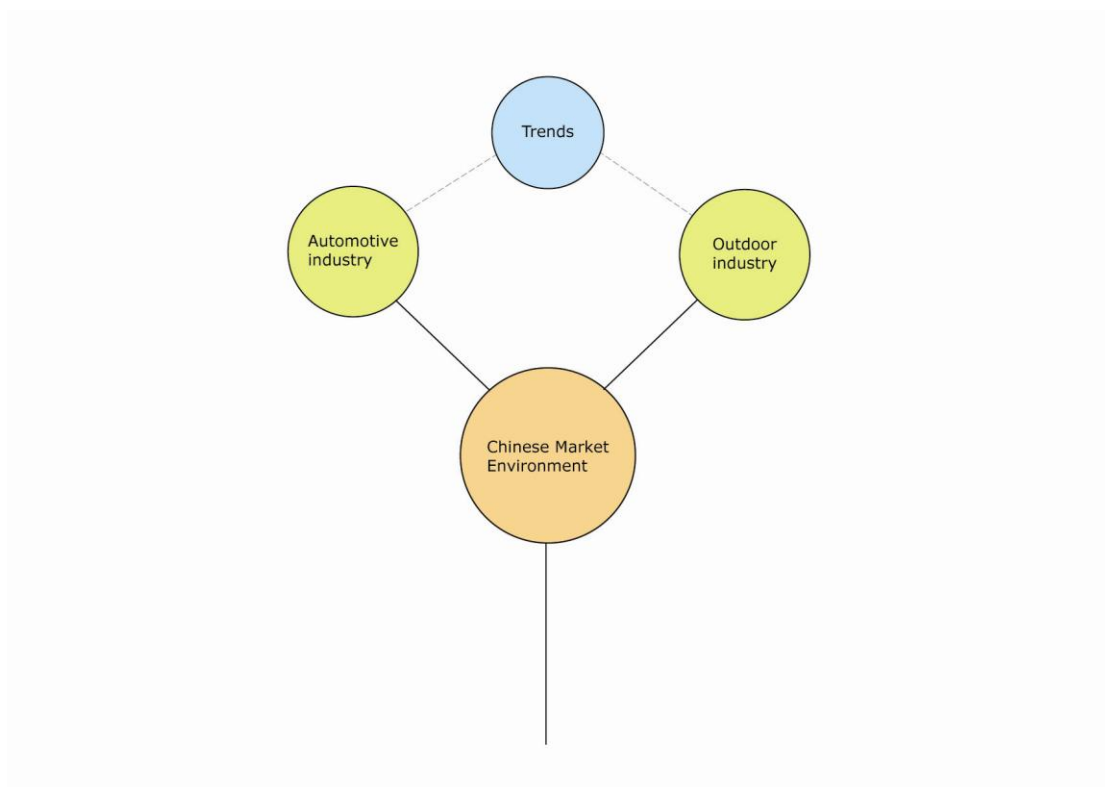 Trends
Automotive
industry
Outdoor
industry
Chinese Market
Environment